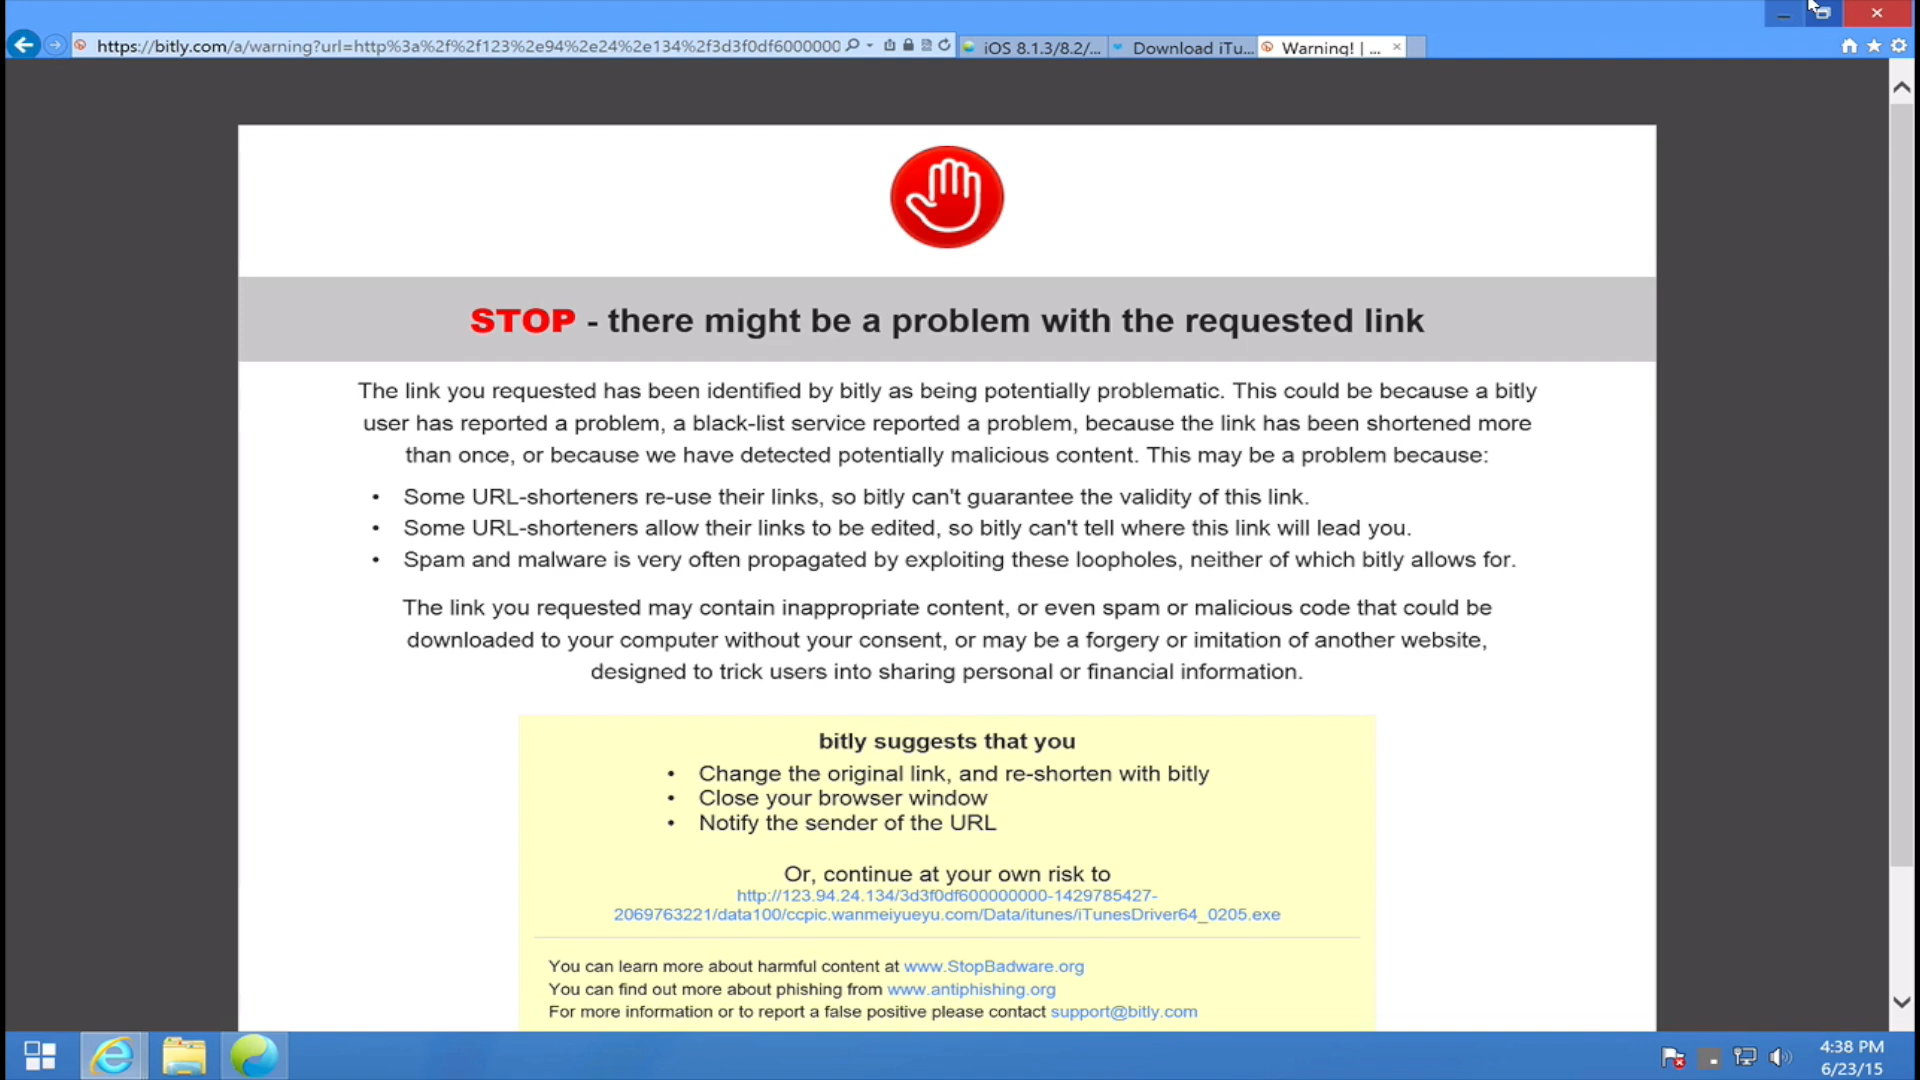 https://bitly.com/a/warning?url=http%3a%2f%2f123%2e94%2e24%2e134%2f3d3f0df6000000
iOS 8.1.3/8.2/...
Download iTu...
Warning! | ...
STOP - there might be a problem with the requested link
The link you requested has been identified by bitly as being potentially problematic. This could be because a bitly
user has reported a problem, a black-list service reported a problem, because the link has been shortened more
than once, or because we have detected potentially malicious content. This may be a problem because:
• Some URL-shorteners re-use their links, so bitly can't guarantee the validity of this link.
• Some URL-shorteners allow their links to be edited, so bitly can't tell where this link will lead you.
• Spam and malware is very often propagated by exploiting these loopholes, neither of which bitly allows for.
The link you requested may contain inappropriate content, or even spam or malicious code that could be
downloaded to your computer without your consent, or may be a forgery or imitation of another website,
designed to trick users into sharing personal or financial information.
bitly suggests that you
• Change the original link, and re-shorten with bitly
• Close your browser window
• Notify the sender of the URL
Or, continue at your own risk to
http://123.94.24.134/3d3f0df600000000-1429785427-
2069763221/data100/ccpic.wanmeiyueyu.com/Data/itunes/iTunesDriver64_0205.exe
You can learn more about harmful content at www.StopBadware.org
You can find out more about phishing from www.antiphishing.org
For more information or to report a false positive please contact support@bitly.com
4:38 PM
6/23/15